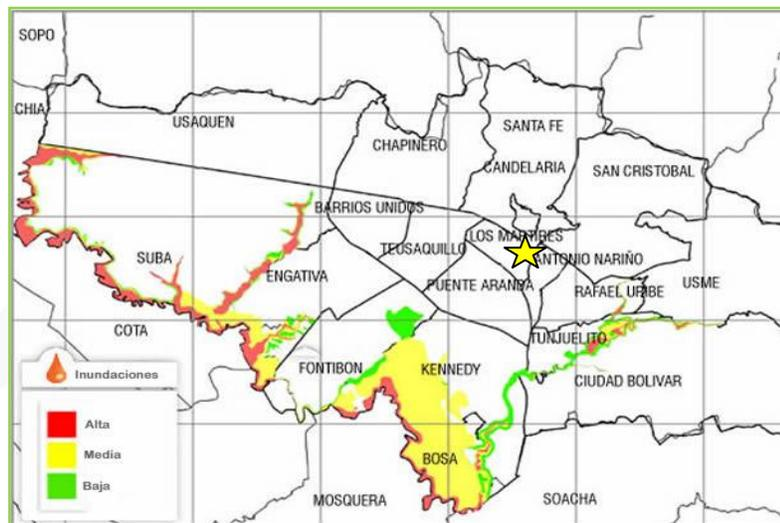 SOPO
CHIA
USAQUEN
SANTA FE
CHAPINERO
CANDELARIA
SAN CRISTOBAL
BARRIOS UNIDOS
LOS MARTIRES
TEUSAQUILLO
ANTONIO NARIÑO
SUBA
ENGATIVA
PUENTE ARANDA
RAFAEL URIBE
USME
COTA
TUNJUELITO
FONTIBON
KENNEDY
CIUDAD BOLIVAR
BOSA
MOSQUERA
SOACHA
Inundaciones
Alta
Media
Baja